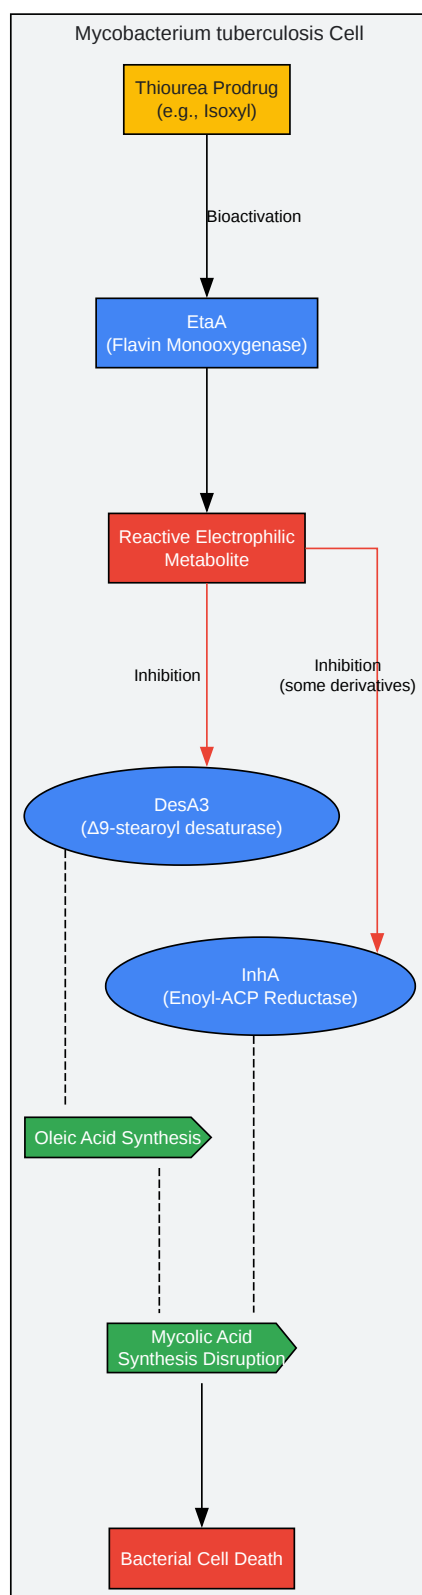 Mycobacterium tuberculosis Cell
Thiourea Prodrug
(e.g., Isoxyl)
Bioactivation
EtaA
(Flavin Monooxygenase)
Reactive Electrophilic
Metabolite
Inhibition
Inhibition
(some derivatives)
DesA3
(Δ9-stearoyl desaturase)
InhA
(Enoyl-ACP Reductase)
Oleic Acid Synthesis
Mycolic Acid
Synthesis Disruption
Bacterial Cell Death